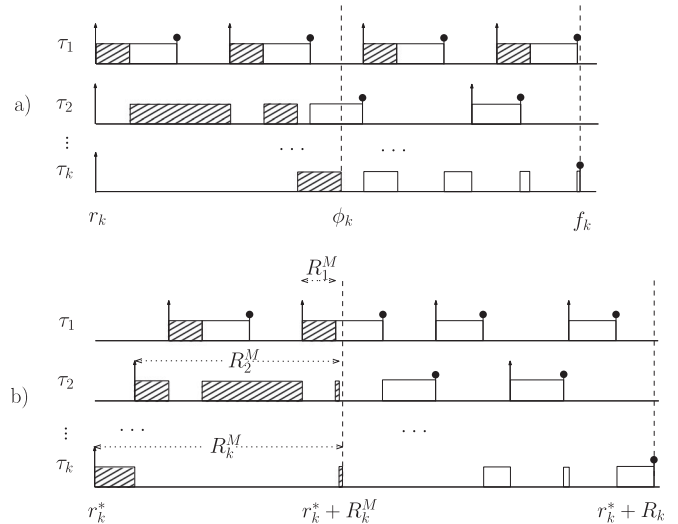 τ₁
a) τ₂
⋮ . . . . . .
τₖ
rₖ ϕₖ fₖ
R₁ᴹ
τ₁
R₂ᴹ
b) τ₂
⋮ . . . . . .
Rₖᴹ
τₖ
rₖ* rₖ* + Rₖᴹ rₖ* + Rₖ